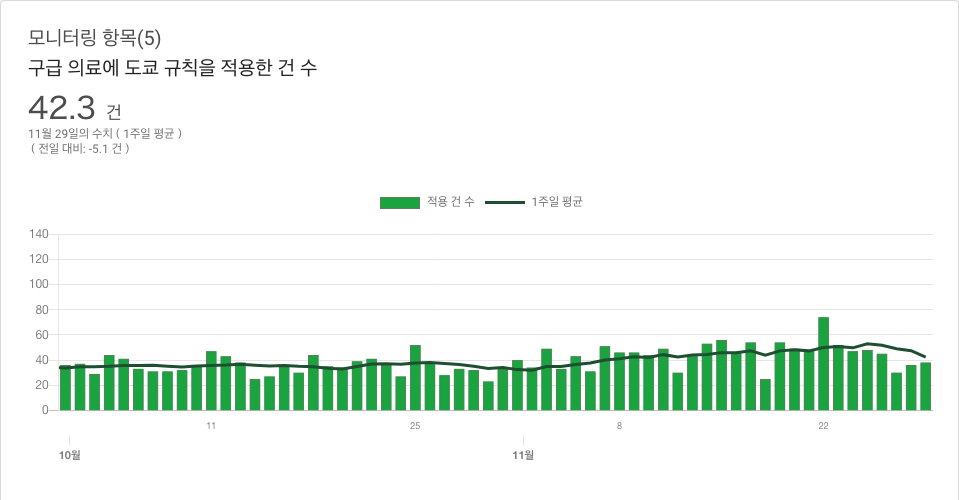 모니터링 항목(5)
구급 의료에 도쿄 규칙을 적용한 건 수
42.3 건
11월 29일의 수치 ( 1주일 평균 )
( 전일 대비: -5.1 건 )
적용 건 수 1주일 평균
140
120
100
80
60
40
20
0
11 25 8 22
10월 11월